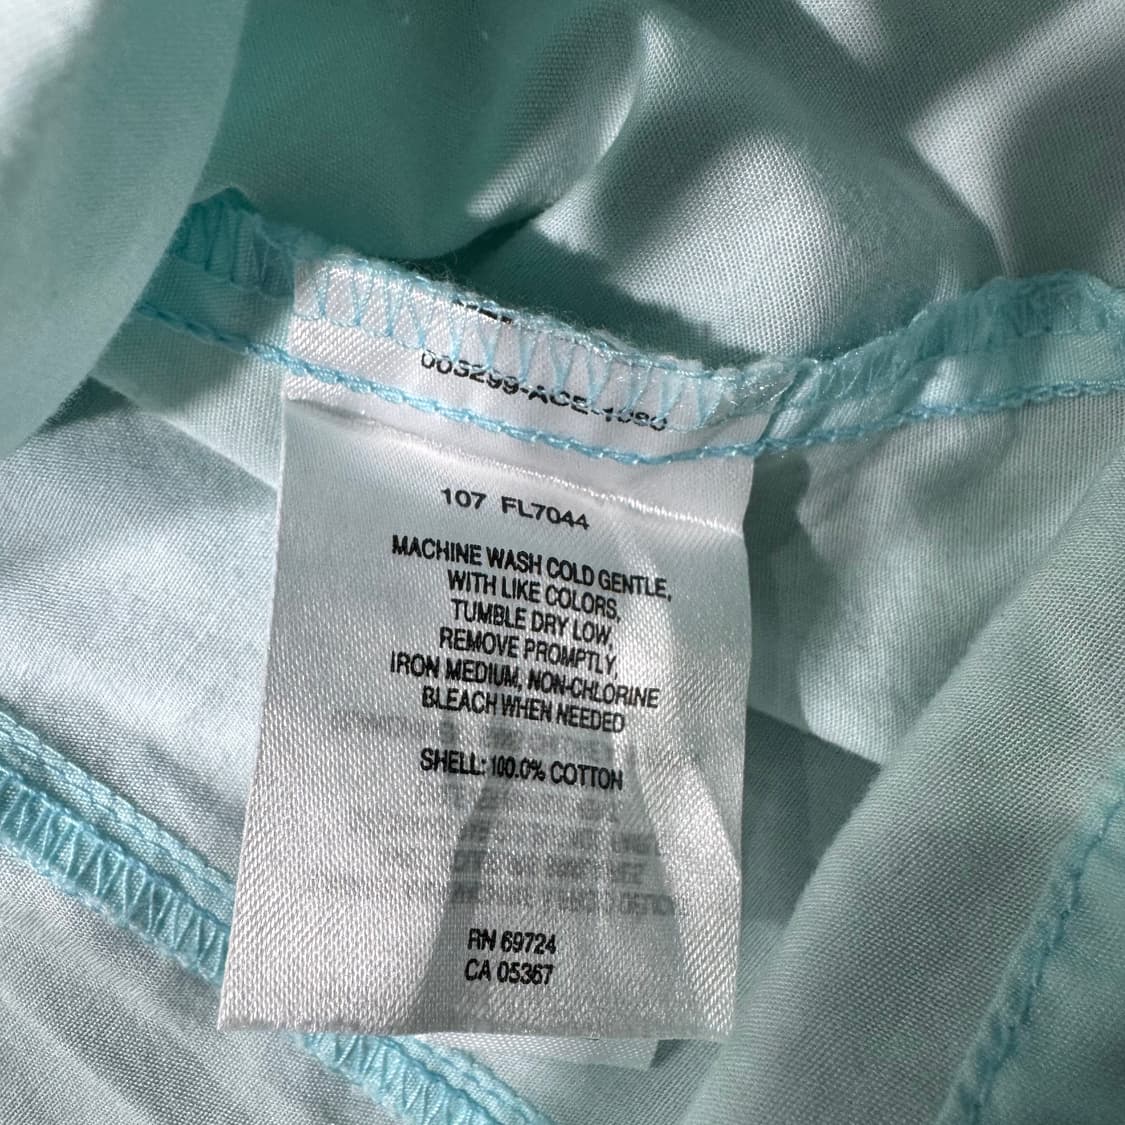 107 FL7044
MACHINE WASH COLD GENTLE,
WITH LIKE COLORS,
TUMBLE DRY LOW,
REMOVE PROMPTLY,
IRON MEDIUM, NON-CHLORINE
BLEACH WHEN NEEDED
SHELL: 100.0% COTTON
RN 69724
CA 05367